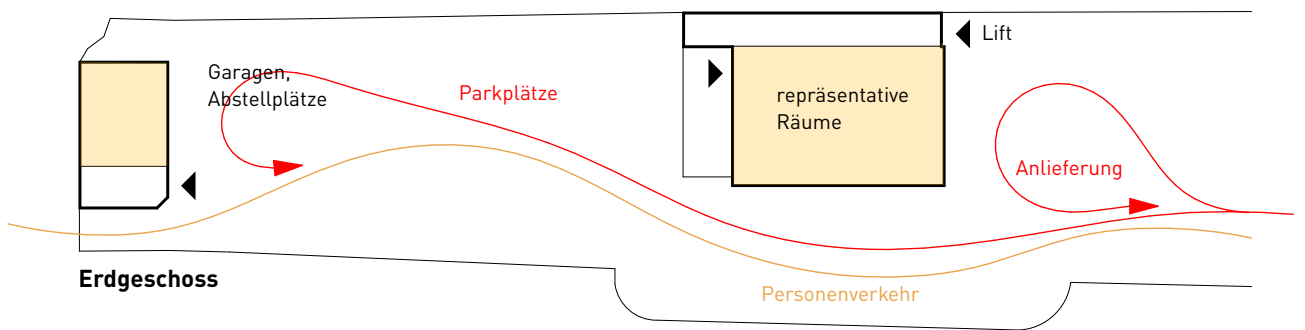 Lift
Garagen,
Abstellplätze
Parkplätze
repräsentative
Räume
Anlieferung
Erdgeschoss
Personenverkehr